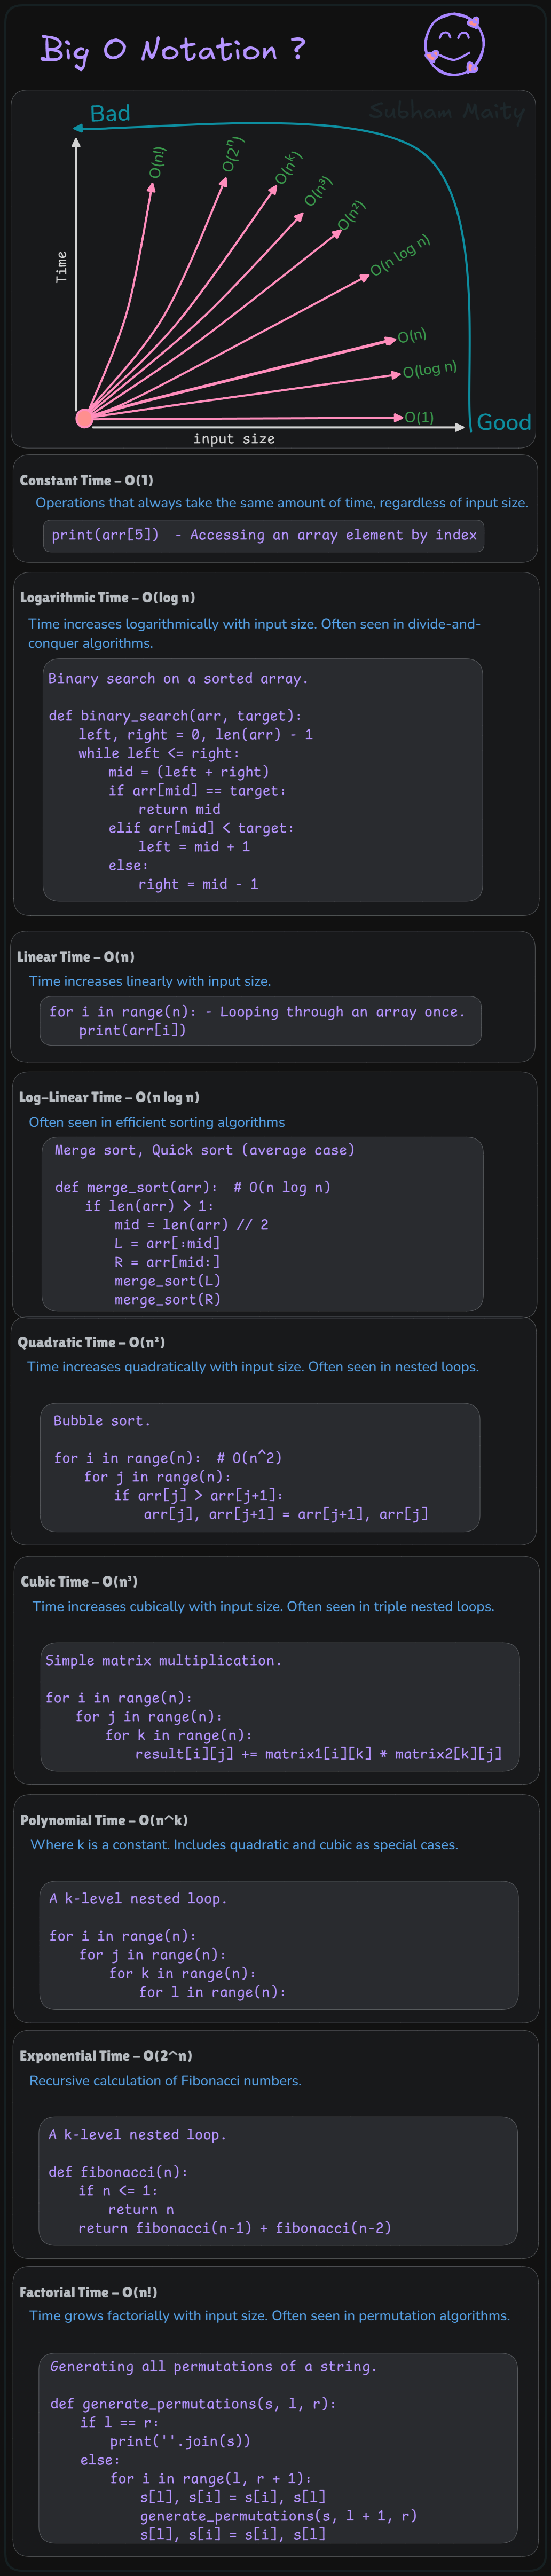 Big O Notation ?
Subham Maity
Bad
O(n!)
O(2ⁿ)
O(nᵏ)
O(n³)
O(n²)
O(n log n)
O(n)
O(log n)
O(1)
Time
input size
Good
Constant Time - O(1)
Operations that always take the same amount of time, regardless of input size.
print(arr[5])  - Accessing an array element by index
Logarithmic Time - O(log n)
Time increases logarithmically with input size. Often seen in divide-and-
conquer algorithms.
Binary search on a sorted array.
def binary_search(arr, target):
    left, right = 0, len(arr) - 1
    while left <= right:
        mid = (left + right)
        if arr[mid] == target:
            return mid
        elif arr[mid] < target:
            left = mid + 1
        else:
            right = mid - 1
Linear Time - O(n)
Time increases linearly with input size.
for i in range(n): - Looping through an array once.
    print(arr[i])
Log-Linear Time - O(n log n)
Often seen in efficient sorting algorithms
Merge sort, Quick sort (average case)
def merge_sort(arr):  # O(n log n)
    if len(arr) > 1:
        mid = len(arr) // 2
        L = arr[:mid]
        R = arr[mid:]
        merge_sort(L)
        merge_sort(R)
Quadratic Time - O(n²)
Time increases quadratically with input size. Often seen in nested loops.
Bubble sort.
for i in range(n):  # O(n^2)
    for j in range(n):
        if arr[j] > arr[j+1]:
            arr[j], arr[j+1] = arr[j+1], arr[j]
Cubic Time - O(n³)
Time increases cubically with input size. Often seen in triple nested loops.
Simple matrix multiplication.
for i in range(n):
    for j in range(n):
        for k in range(n):
            result[i][j] += matrix1[i][k] * matrix2[k][j]
Polynomial Time - O(n^k)
Where k is a constant. Includes quadratic and cubic as special cases.
A k-level nested loop.
for i in range(n):
    for j in range(n):
        for k in range(n):
            for l in range(n):
Exponential Time - O(2^n)
Recursive calculation of Fibonacci numbers.
A k-level nested loop.
def fibonacci(n):
    if n <= 1:
        return n
    return fibonacci(n-1) + fibonacci(n-2)
Factorial Time - O(n!)
Time grows factorially with input size. Often seen in permutation algorithms.
Generating all permutations of a string.
def generate_permutations(s, l, r):
    if l == r:
        print(''.join(s))
    else:
        for i in range(l, r + 1):
            s[l], s[i] = s[i], s[l]
            generate_permutations(s, l + 1, r)
            s[l], s[i] = s[i], s[l]